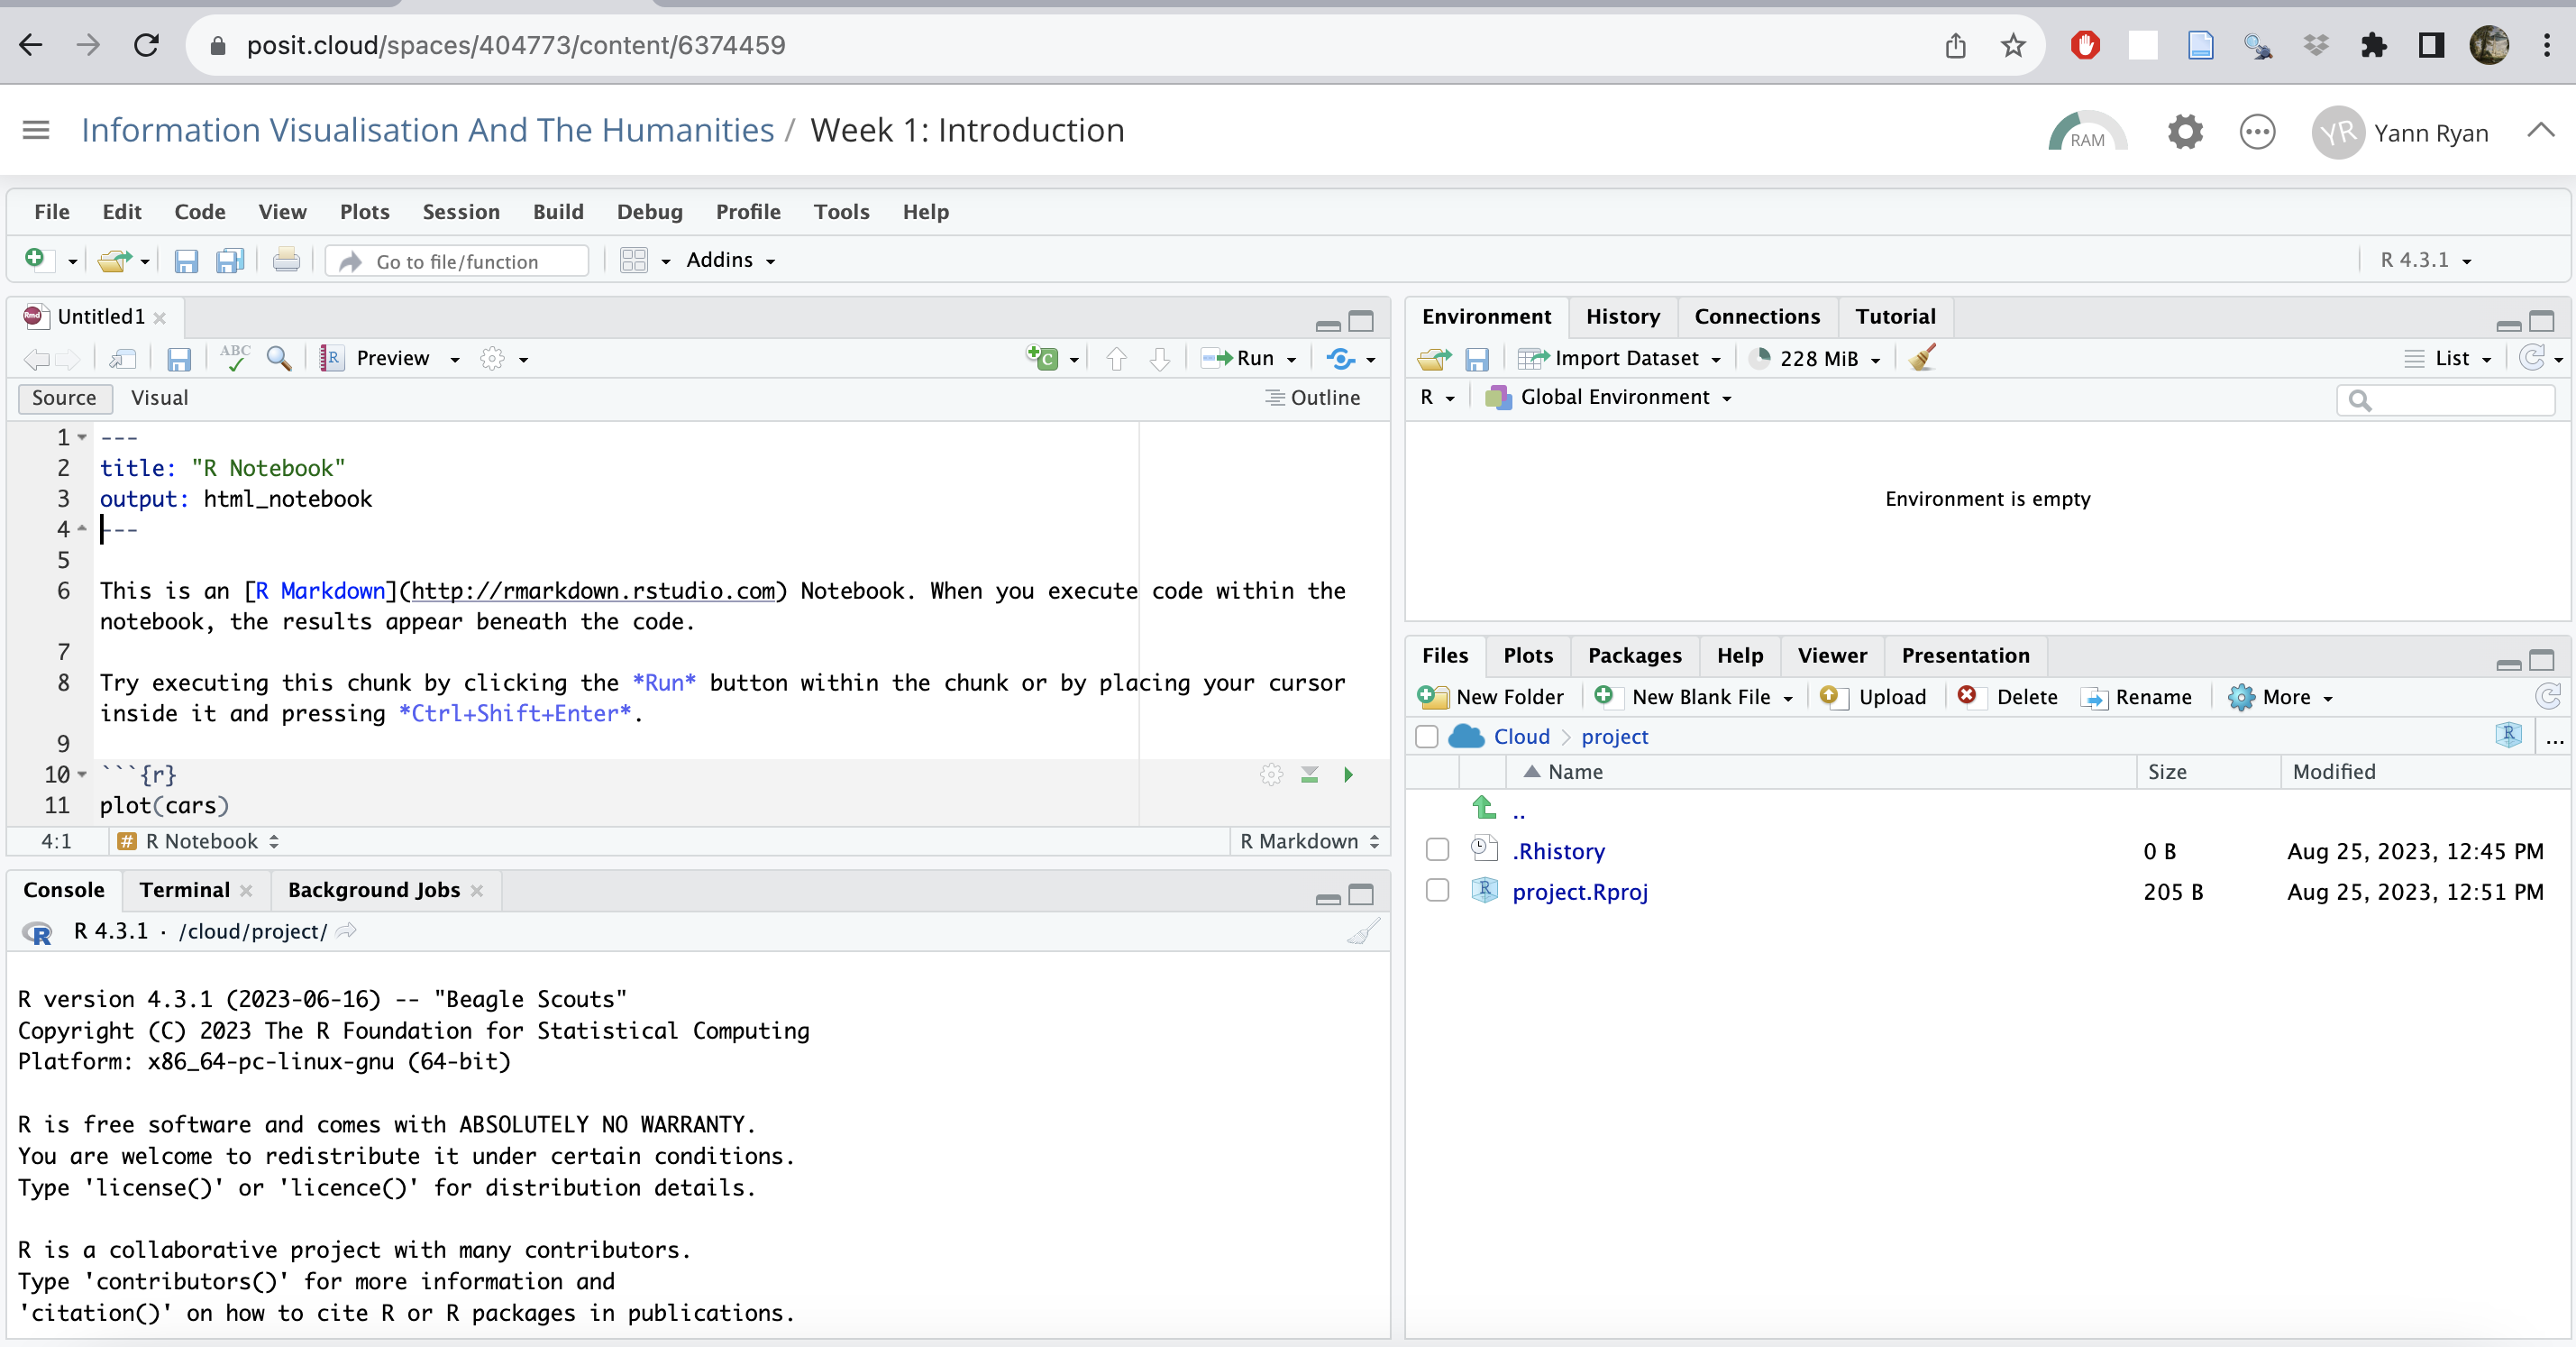 posit.cloud/spaces/404773/content/6374459
Information Visualisation And The Humanities / Week 1: Introduction
RAM
YR Yann Ryan
File Edit Code View Plots Session Build Debug Profile Tools Help
Go to file/function Addins R 4.3.1
Rmd Untitled1
ABC R Preview C Run
Source Visual Outline
1 ---
2 title: "R Notebook"
3 output: html_notebook
4 ---
5
6 This is an [R Markdown](http://rmarkdown.rstudio.com) Notebook. When you execute code within the
notebook, the results appear beneath the code.
7
8 Try executing this chunk by clicking the *Run* button within the chunk or by placing your cursor
inside it and pressing *Ctrl+Shift+Enter*.
9
10 ```{r}
11 plot(cars)
4:1 # R Notebook R Markdown
Console Terminal Background Jobs
R R 4.3.1 · /cloud/project/
R version 4.3.1 (2023-06-16) -- "Beagle Scouts"
Copyright (C) 2023 The R Foundation for Statistical Computing
Platform: x86_64-pc-linux-gnu (64-bit)
R is free software and comes with ABSOLUTELY NO WARRANTY.
You are welcome to redistribute it under certain conditions.
Type 'license()' or 'licence()' for distribution details.
R is a collaborative project with many contributors.
Type 'contributors()' for more information and
'citation()' on how to cite R or R packages in publications.
Environment History Connections Tutorial
Import Dataset 228 MiB List
R Global Environment
Environment is empty
Files Plots Packages Help Viewer Presentation
New Folder New Blank File Upload Delete Rename More
Cloud project R ...
Name Size Modified
..
.Rhistory 0 B Aug 25, 2023, 12:45 PM
R project.Rproj 205 B Aug 25, 2023, 12:51 PM